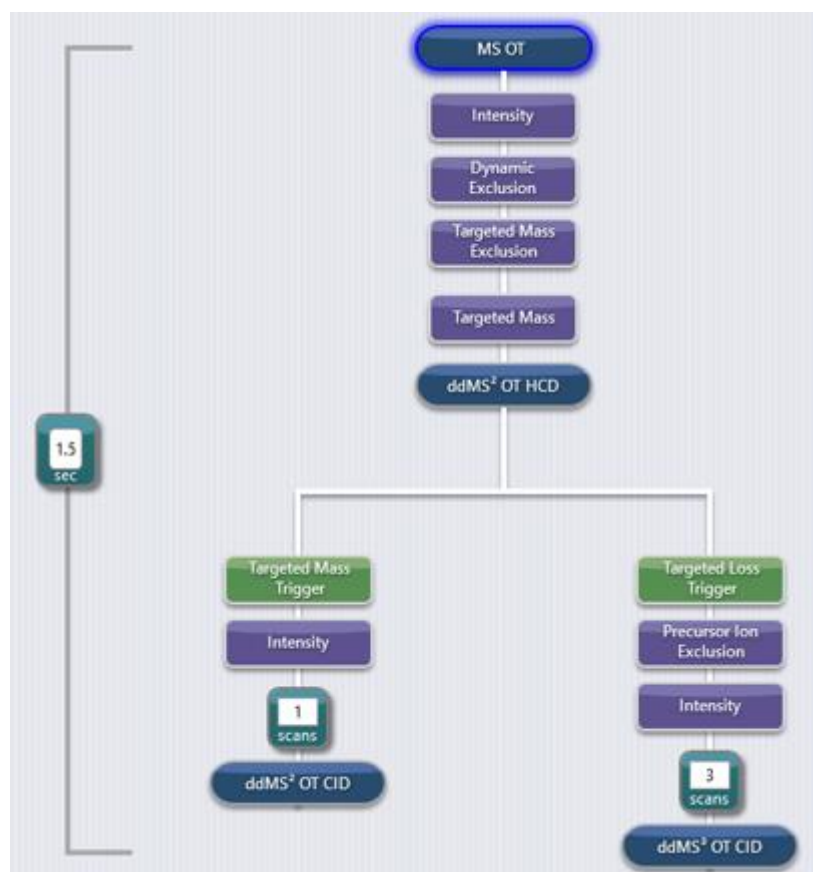 MS OT
Intensity
Dynamic
Exclusion
Targeted Mass
Exclusion
Targeted Mass
ddMS² OT HCD
1.5
sec
Targeted Mass
Trigger
Intensity
1
scans
ddMS² OT CID
Targeted Loss
Trigger
Precursor Ion
Exclusion
Intensity
3
scans
ddMS³ OT CID